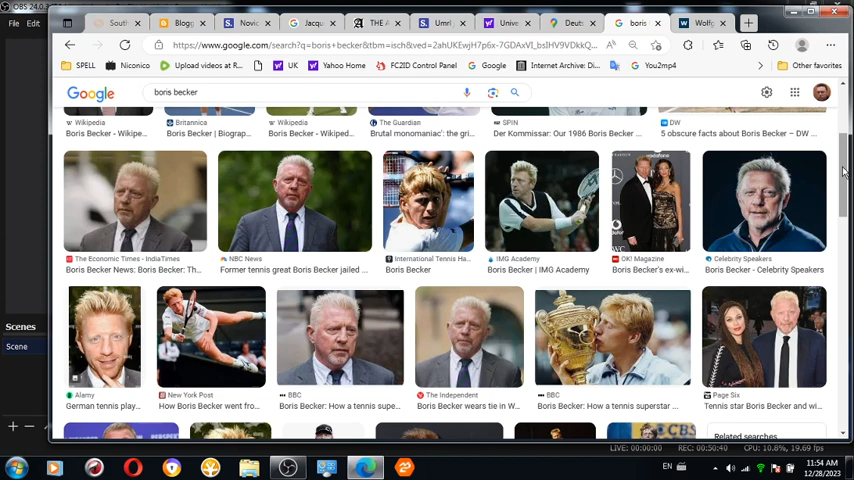 OBS 24.0.3
File Edit
South
Blogg
Novic
Jacqu
THE A
Umrl
Unive
Deuts
boris
Wolfg
https://www.google.com/search?q=boris+becker&tbm=isch&ved=2ahUKEwjp6x-7GDAxVI_bsIHV9VDkkQ...
SPELL
Niconico
Upload videos at R...
UK
Yahoo Home
FC2ID Control Panel
Google
Internet Archive: Di...
You2mp4
Other favorites
Google
boris becker
Wikipedia
Britannica
Wikipedia
The Guardian
SPIN
DW
Boris Becker - Wikipe...
Boris Becker | Biograp...
Boris Becker - Wikiped...
Brutal monomaniac': the gri...
Der Kommissar: Our 1986 Boris Becker ...
5 obscure facts about Boris Becker – DW ...
The Economic Times - IndiaTimes
NBC News
International Tennis Ha...
IMG Academy
OK! Magazine
Celebrity Speakers
Boris Becker News: Boris Becker: Th...
Former tennis great Boris Becker jailed ...
Boris Becker
Boris Becker | IMG Academy
Boris Becker's ex-wi...
Boris Becker - Celebrity Speakers
Alamy
New York Post
BBC
The Independent
BBC
Page Six
German tennis play...
How Boris Becker went fro...
Boris Becker: How a tennis supe...
Boris Becker wears tie in W...
Boris Becker: How a tennis superstar ...
Tennis star Boris Becker and wi...
Related searches
Scenes
Scene
LIVE: 00:00:00
REC: 00:50:40
CPU: 10.8%, 19.69 fps
EN
11:54 AM
12/28/2023